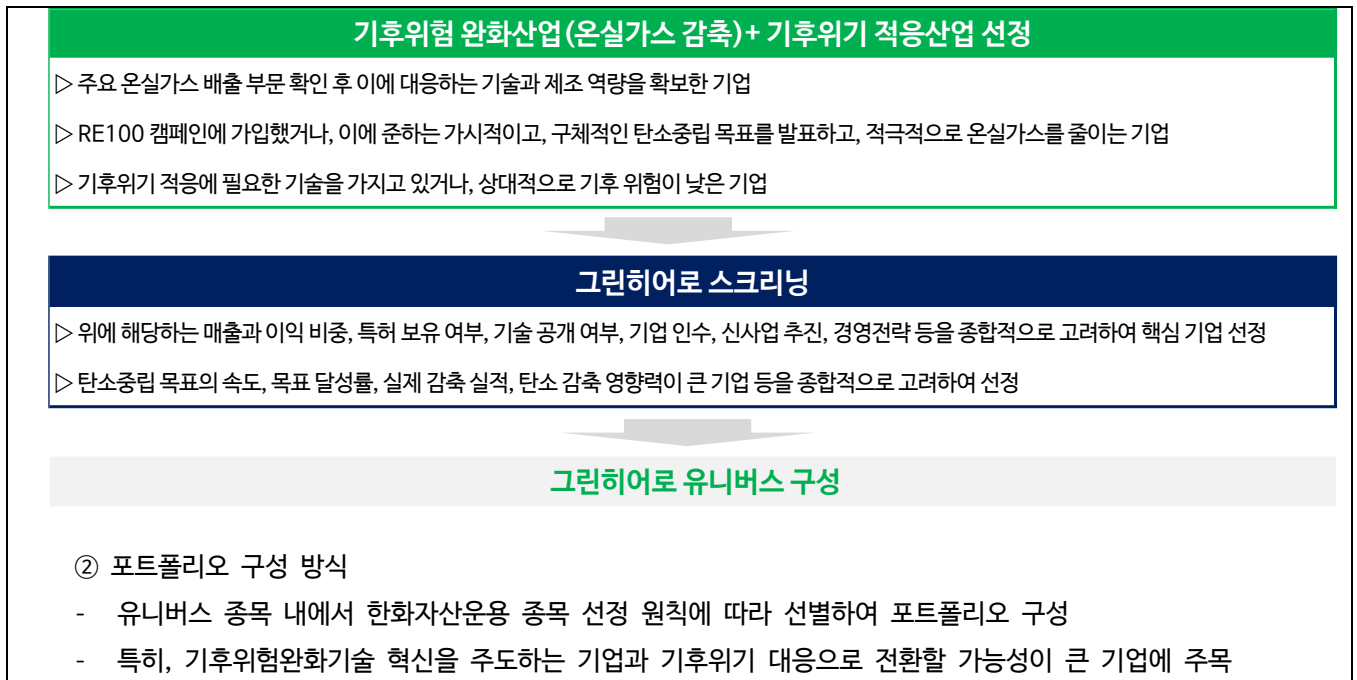 기후위험 완화산업(온실가스 감축)+ 기후위기 적응산업 선정
▷ 주요 온실가스 배출 부문 확인 후 이에 대응하는 기술과 제조 역량을 확보한 기업
▷ RE100 캠페인에 가입했거나, 이에 준하는 가시적이고, 구체적인 탄소중립 목표를 발표하고, 적극적으로 온실가스를 줄이는 기업
▷ 기후위기 적응에 필요한 기술을 가지고 있거나, 상대적으로 기후 위험이 낮은 기업
그린히어로 스크리닝
▷ 위에 해당하는 매출과 이익 비중, 특허 보유 여부, 기술 공개 여부, 기업 인수, 신사업 추진, 경영전략 등을 종합적으로 고려하여 핵심 기업 선정
▷ 탄소중립 목표의 속도, 목표 달성률, 실제 감축 실적, 탄소 감축 영향력이 큰 기업 등을 종합적으로 고려하여 선정
그린히어로 유니버스 구성
② 포트폴리오 구성 방식
- 유니버스 종목 내에서 한화자산운용 종목 선정 원칙에 따라 선별하여 포트폴리오 구성
- 특히, 기후위험완화기술 혁신을 주도하는 기업과 기후위기 대응으로 전환할 가능성이 큰 기업에 주목